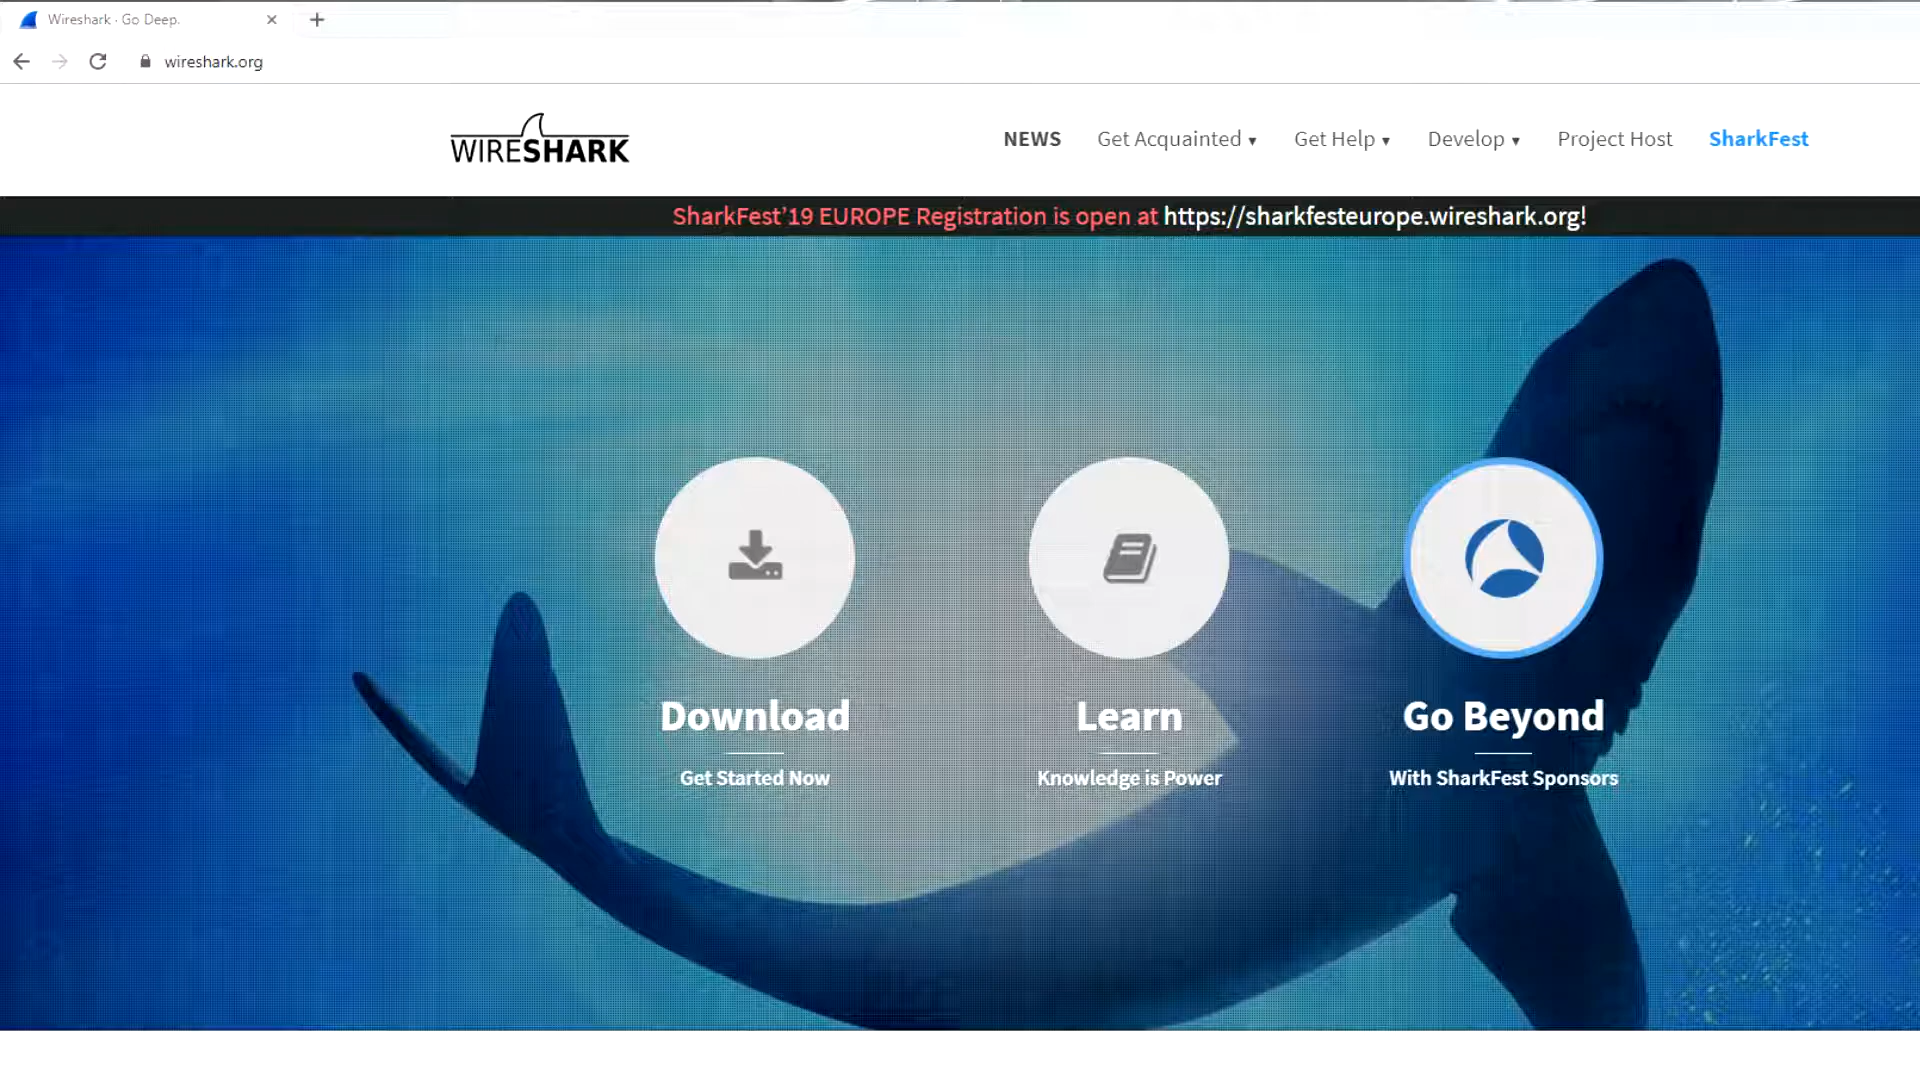 Wireshark · Go Deep.
wireshark.org
WIRESHARK
NEWS Get Acquainted ▾ Get Help ▾ Develop ▾ Project Host SharkFest
SharkFest’19 EUROPE Registration is open at https://sharkfesteurope.wireshark.org!
Download Learn Go Beyond
Get Started Now Knowledge is Power With SharkFest Sponsors